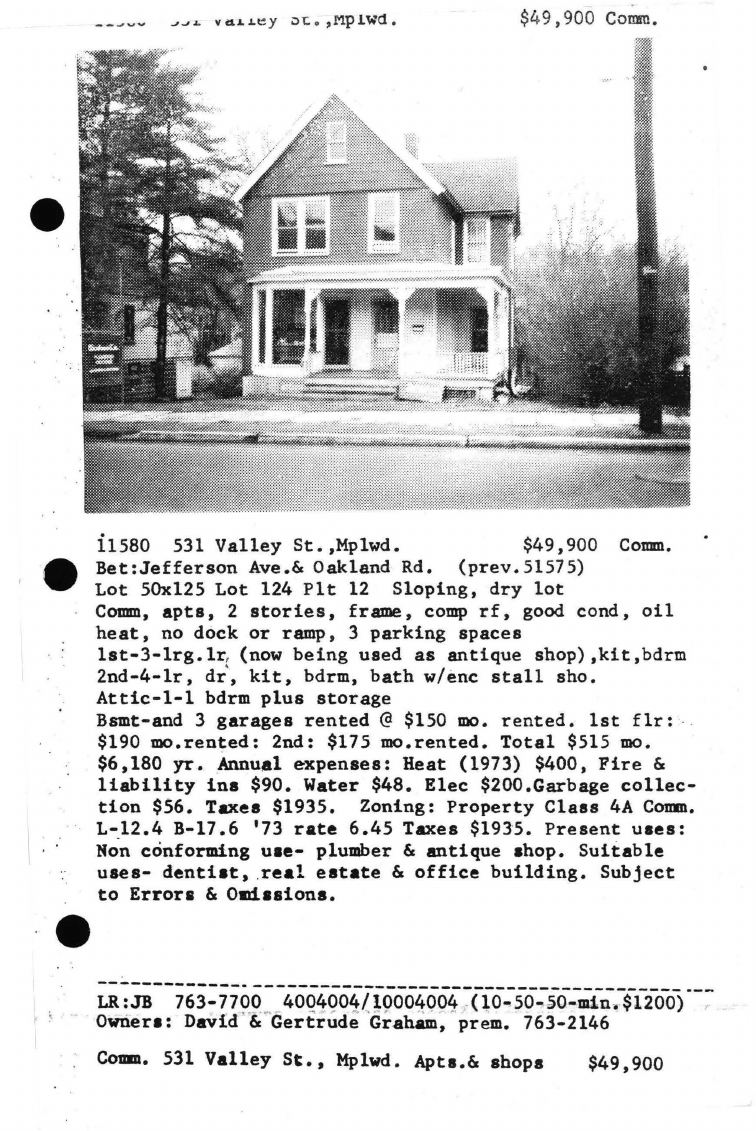 11580 531 Valley St.,Mplwd. $49,900 Comm.
i1580 531 Valley St.,Mplwd. $49,900 Comm.
Bet:Jefferson Ave.& Oakland Rd. (prev.51575)
Lot 50x125 Lot 124 Plt 12 Sloping, dry lot
Comm, apts, 2 stories, frame, comp rf, good cond, oil
heat, no dock or ramp, 3 parking spaces
1st-3-lrg.lr, (now being used as antique shop),kit,bdrm
2nd-4-lr, dr, kit, bdrm, bath w/enc stall sho.
Attic-1-1 bdrm plus storage
Bsmt-and 3 garages rented @ $150 mo. rented. 1st flr:
$190 mo.rented: 2nd: $175 mo.rented. Total $515 mo.
$6,180 yr. Annual expenses: Heat (1973) $400, Fire &
liability ins $90. Water $48. Elec $200.Garbage collec-
tion $56. Taxes $1935. Zoning: Property Class 4A Comm.
L-12.4 B-17.6 '73 rate 6.45 Taxes $1935. Present uses:
Non conforming use- plumber & antique shop. Suitable
uses- dentist, real estate & office building. Subject
to Errors & Omissions.
LR:JB 763-7700 4004004/10004004 (10-50-50-min.$1200)
Owners: David & Gertrude Graham, prem. 763-2146
Comm. 531 Valley St., Mplwd. Apts.& shops $49,900